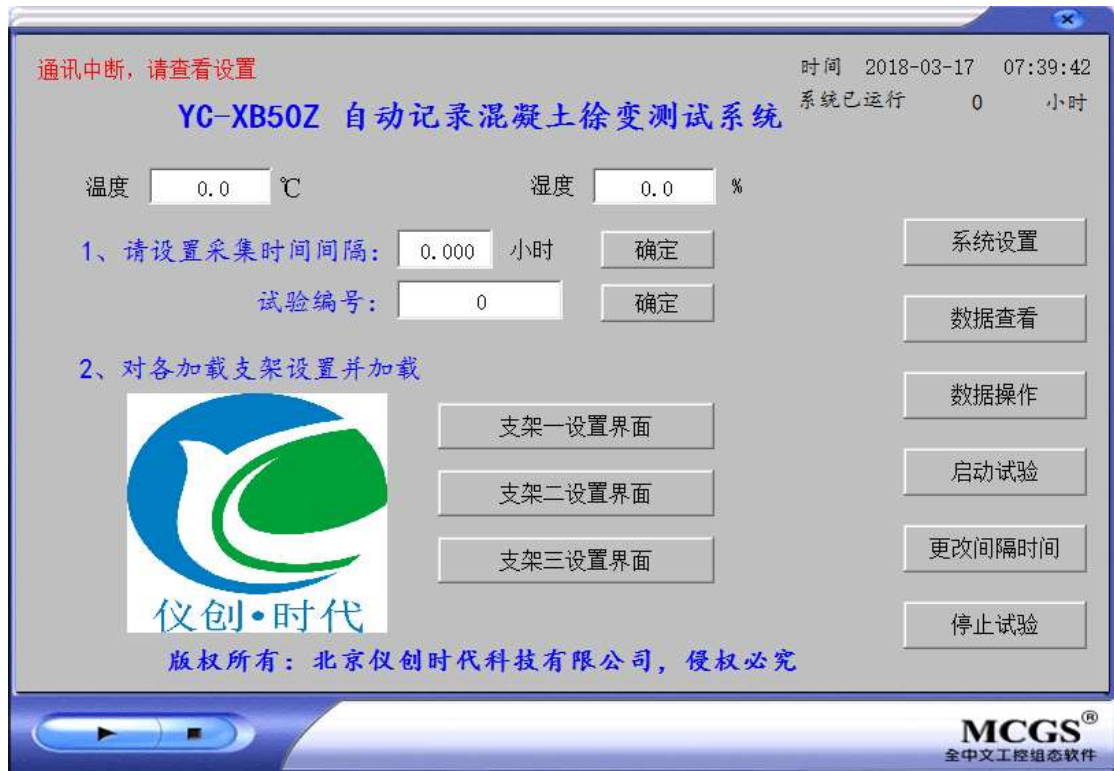 通讯中断，请查看设置
时间 2018-03-17 07:39:42
YC-XB50Z 自动记录混凝土徐变测试系统
系统已运行 0 小时
温度 0.0 ℃ 湿度 0.0 %
1、请设置采集时间间隔: 0.000 小时 确定
系统设置
试验编号: 0 确定
数据查看
2、对各加载支架设置并加载
数据操作
支架一设置界面
启动试验
支架二设置界面
更改间隔时间
支架三设置界面
停止试验
仪创•时代
版权所有: 北京仪创时代科技有限公司, 侵权必究
MCGS®
全中文工控组态软件